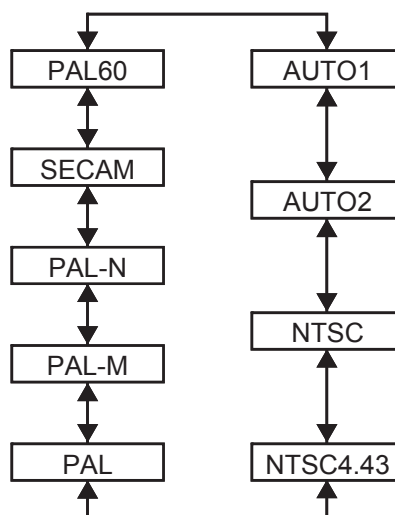 PAL60
SECAM
PAL-N
PAL-M
PAL
AUTO1
AUTO2
NTSC
NTSC4.43